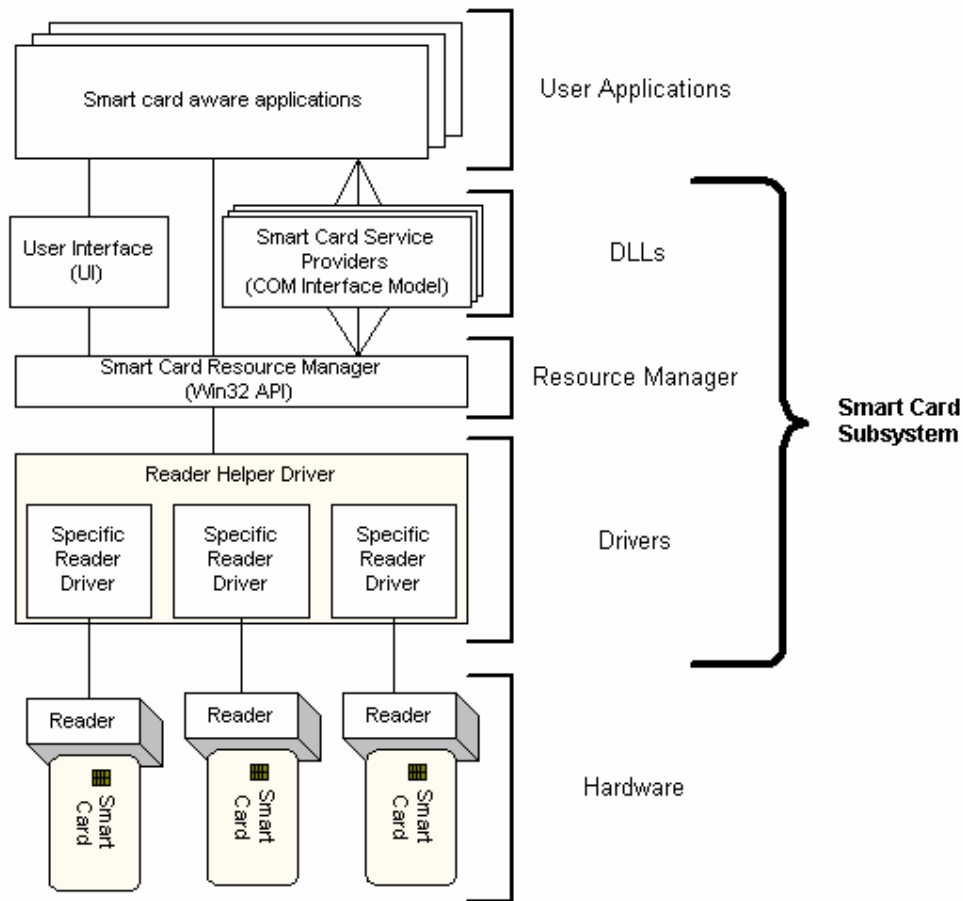 Smart card aware applications
User Applications
User Interface
(UI)
Smart Card Service
Providers
(COM Interface Model)
DLLs
Smart Card Resource Manager
(Win32 API)
Resource Manager
Smart Card
Subsystem
Reader Helper Driver
Specific
Reader
Driver
Specific
Reader
Driver
Specific
Reader
Driver
Drivers
Reader
Reader
Reader
Smart
Card
Smart
Card
Smart
Card
Hardware